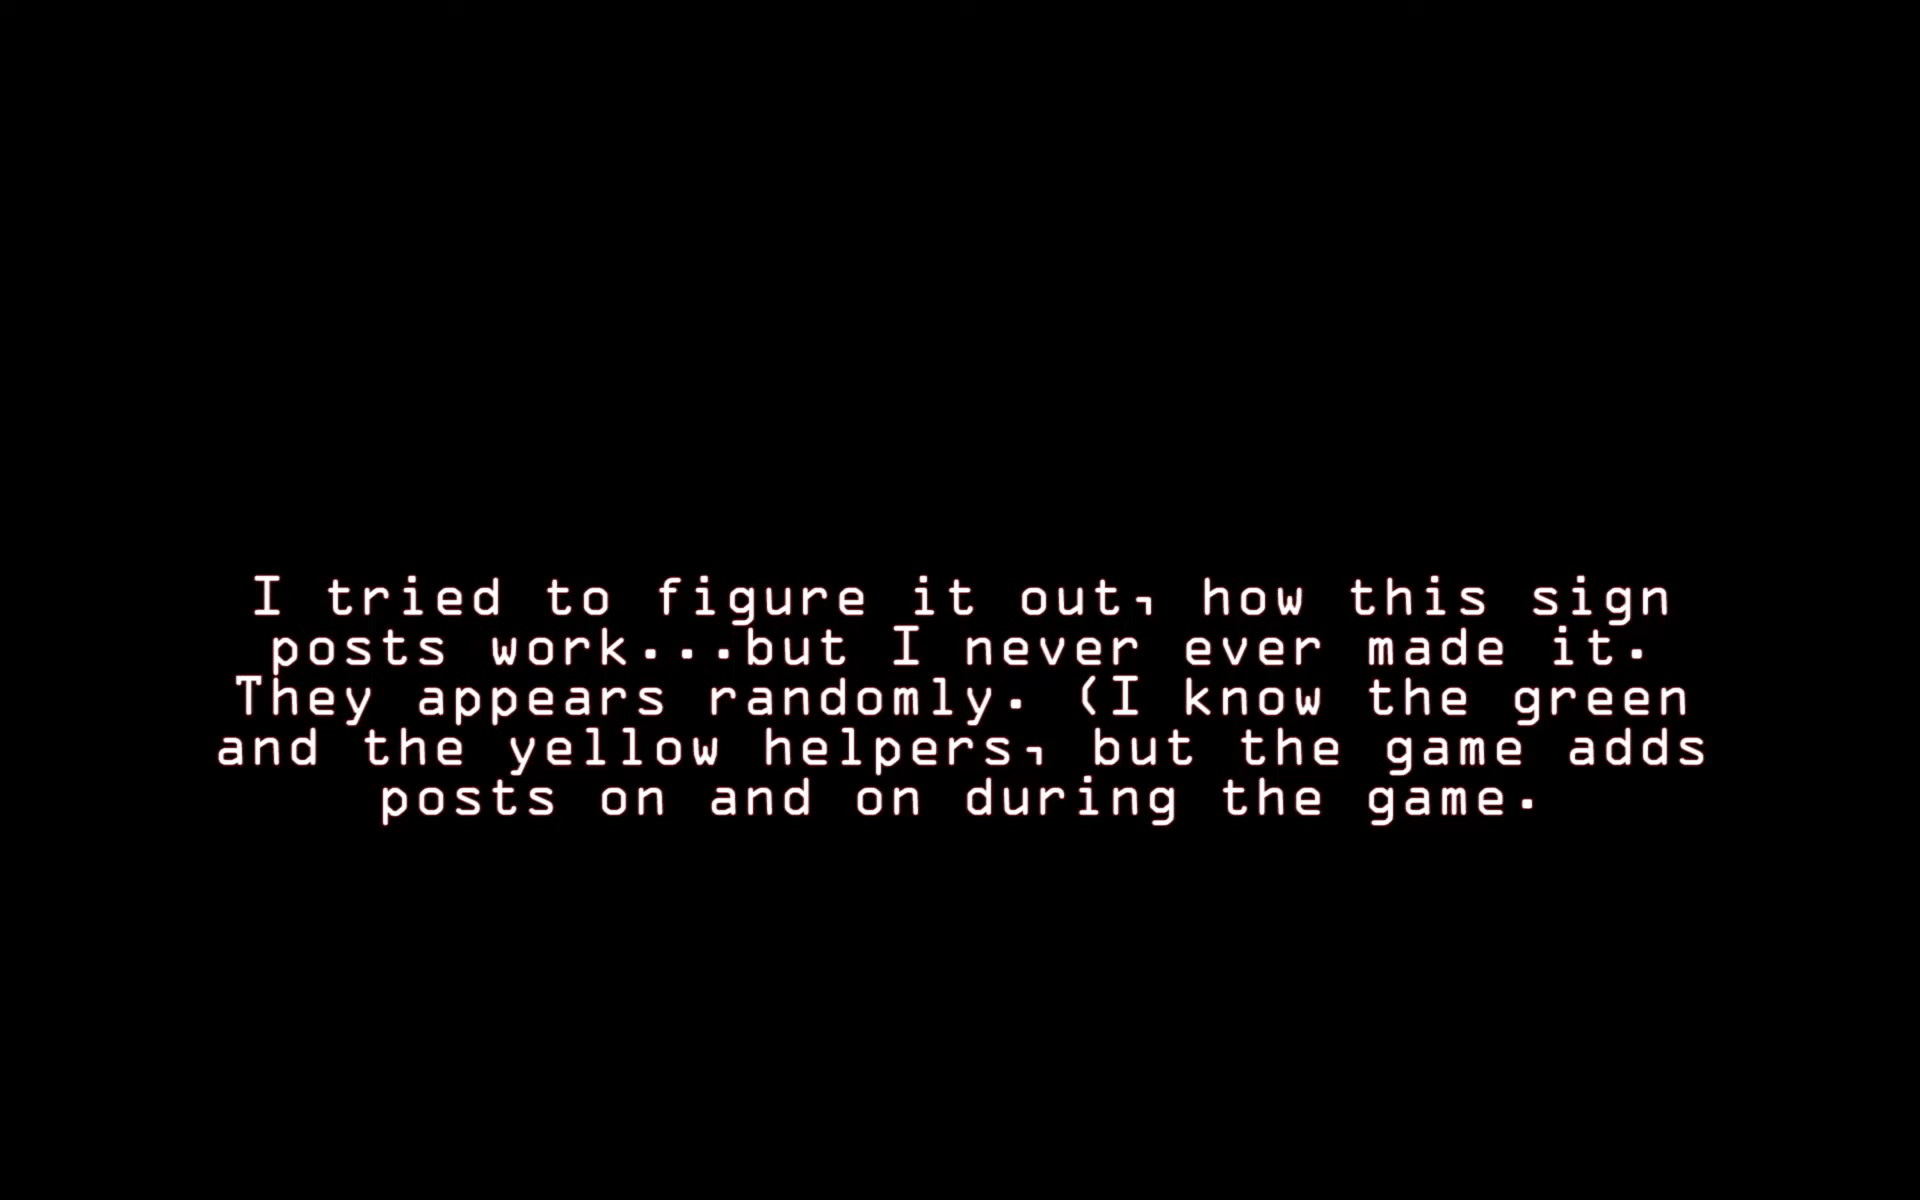 I tried to figure it out, how this sign
posts work...but I never ever made it.
They appears randomly. (I know the green
and the yellow helpers, but the game adds
posts on and on during the game.